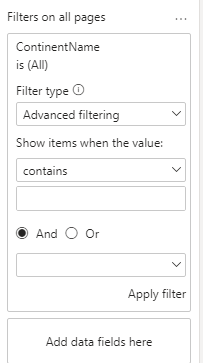 Filters on all pages ...
ContentName
is (All)
Filter type
Advanced filtering
Show items when the value:
contains
And Or
Apply filter
Add data fields here